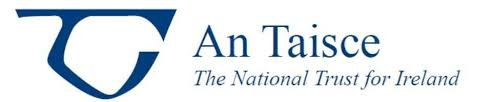 An Taisce
The National Trust for Ireland